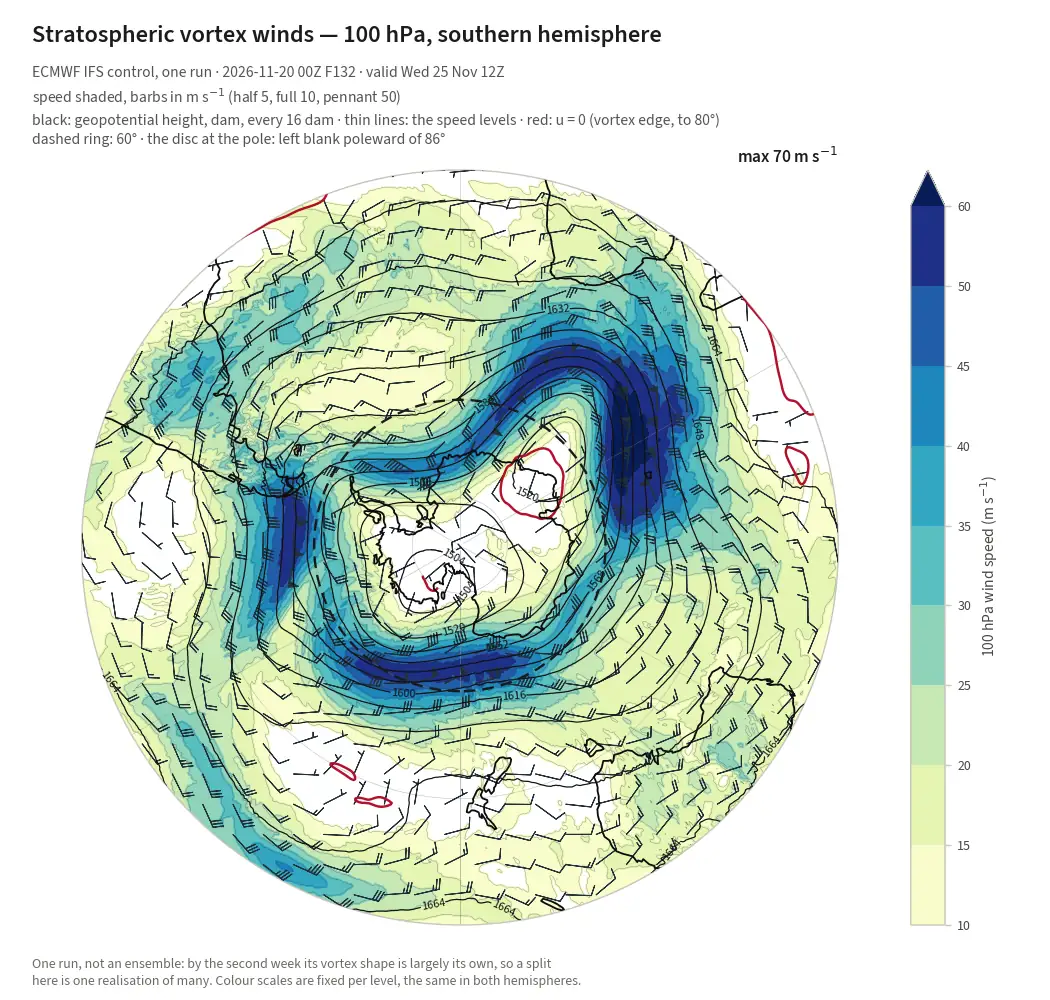 Stratospheric vortex winds — 100 hPa, southern hemisphere
ECMWF IFS control, one run · 2026-11-20 00Z F132 · valid Wed 25 Nov 12Z
speed shaded, barbs in m s⁻¹ (half 5, full 10, pennant 50)
black: geopotential height, dam, every 16 dam · thin lines: the speed levels · red: u = 0 (vortex edge, to 80°)
dashed ring: 60° · the disc at the pole: left blank poleward of 86°
max 70 m s⁻¹
60
50
45
40
35
30
25
20
15
10
100 hPa wind speed (m s⁻¹)
1632
1664
1648
1520
1504
1504
1520
1568
1600
1616
1664
1664
1664
1664
1664
One run, not an ensemble: by the second week its vortex shape is largely its own, so a split
here is one realisation of many. Colour scales are fixed per level, the same in both hemispheres.